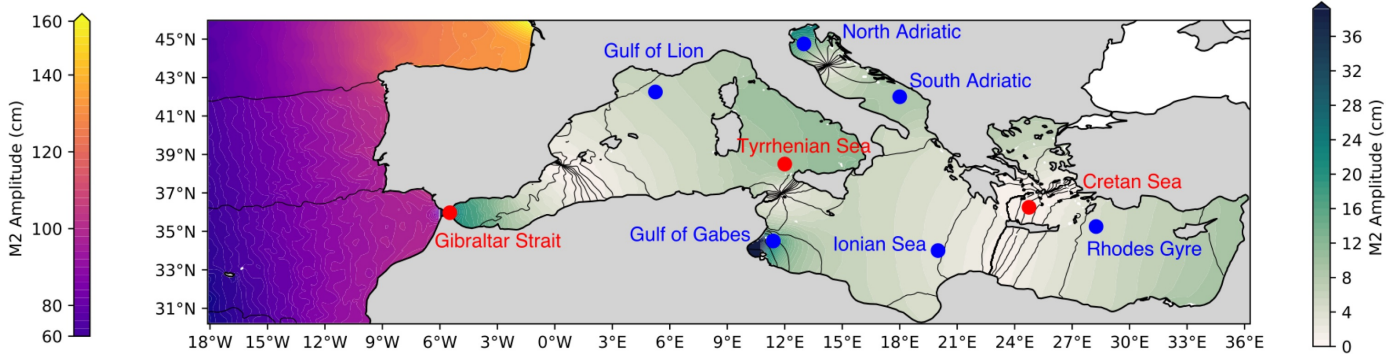 M2 Amplitude (cm)
160
140
120
100
80
60
45°N
43°N
41°N
39°N
37°N
35°N
33°N
31°N
North Adriatic
Gulf of Lion
South Adriatic
Tyrrhenian Sea
Cretan Sea
Gibraltar Strait
Gulf of Gabes
Ionian Sea
Rhodes Gyre
18°W 15°W 12°W 9°W 6°W 3°W 0°W 3°E 6°E 9°E 12°E 15°E 18°E 21°E 24°E 27°E 30°E 33°E 36°E
36
32
28
24
20
16
12
8
4
0
M2 Amplitude (cm)